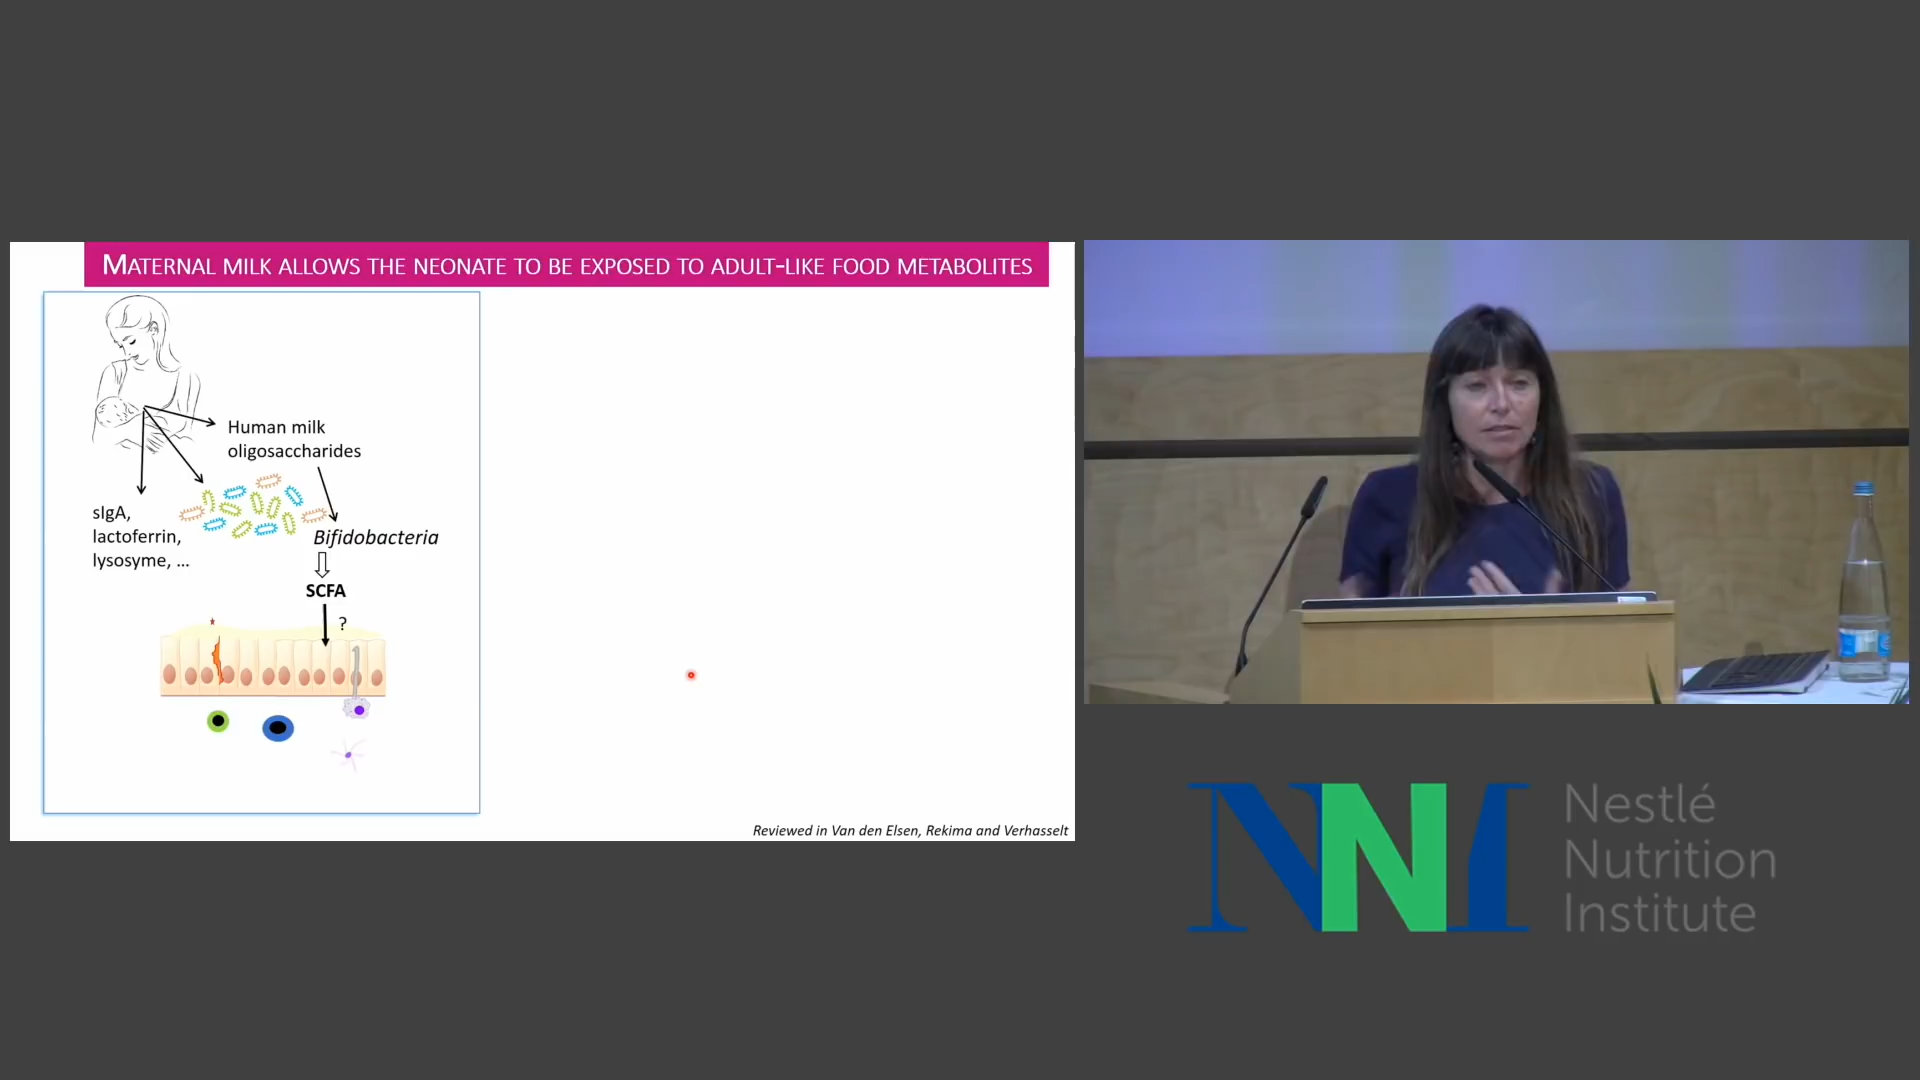 MATERNAL MILK ALLOWS THE NEONATE TO BE EXPOSED TO ADULT-LIKE FOOD METABOLITES
Human milk
oligosaccharides
sIgA,
lactoferrin,
lysosyme, ...
Bifidobacteria
SCFA
?
*
Reviewed in Van den Elsen, Rekima and Verhasselt
NNI
Nestlé
Nutrition
Institute